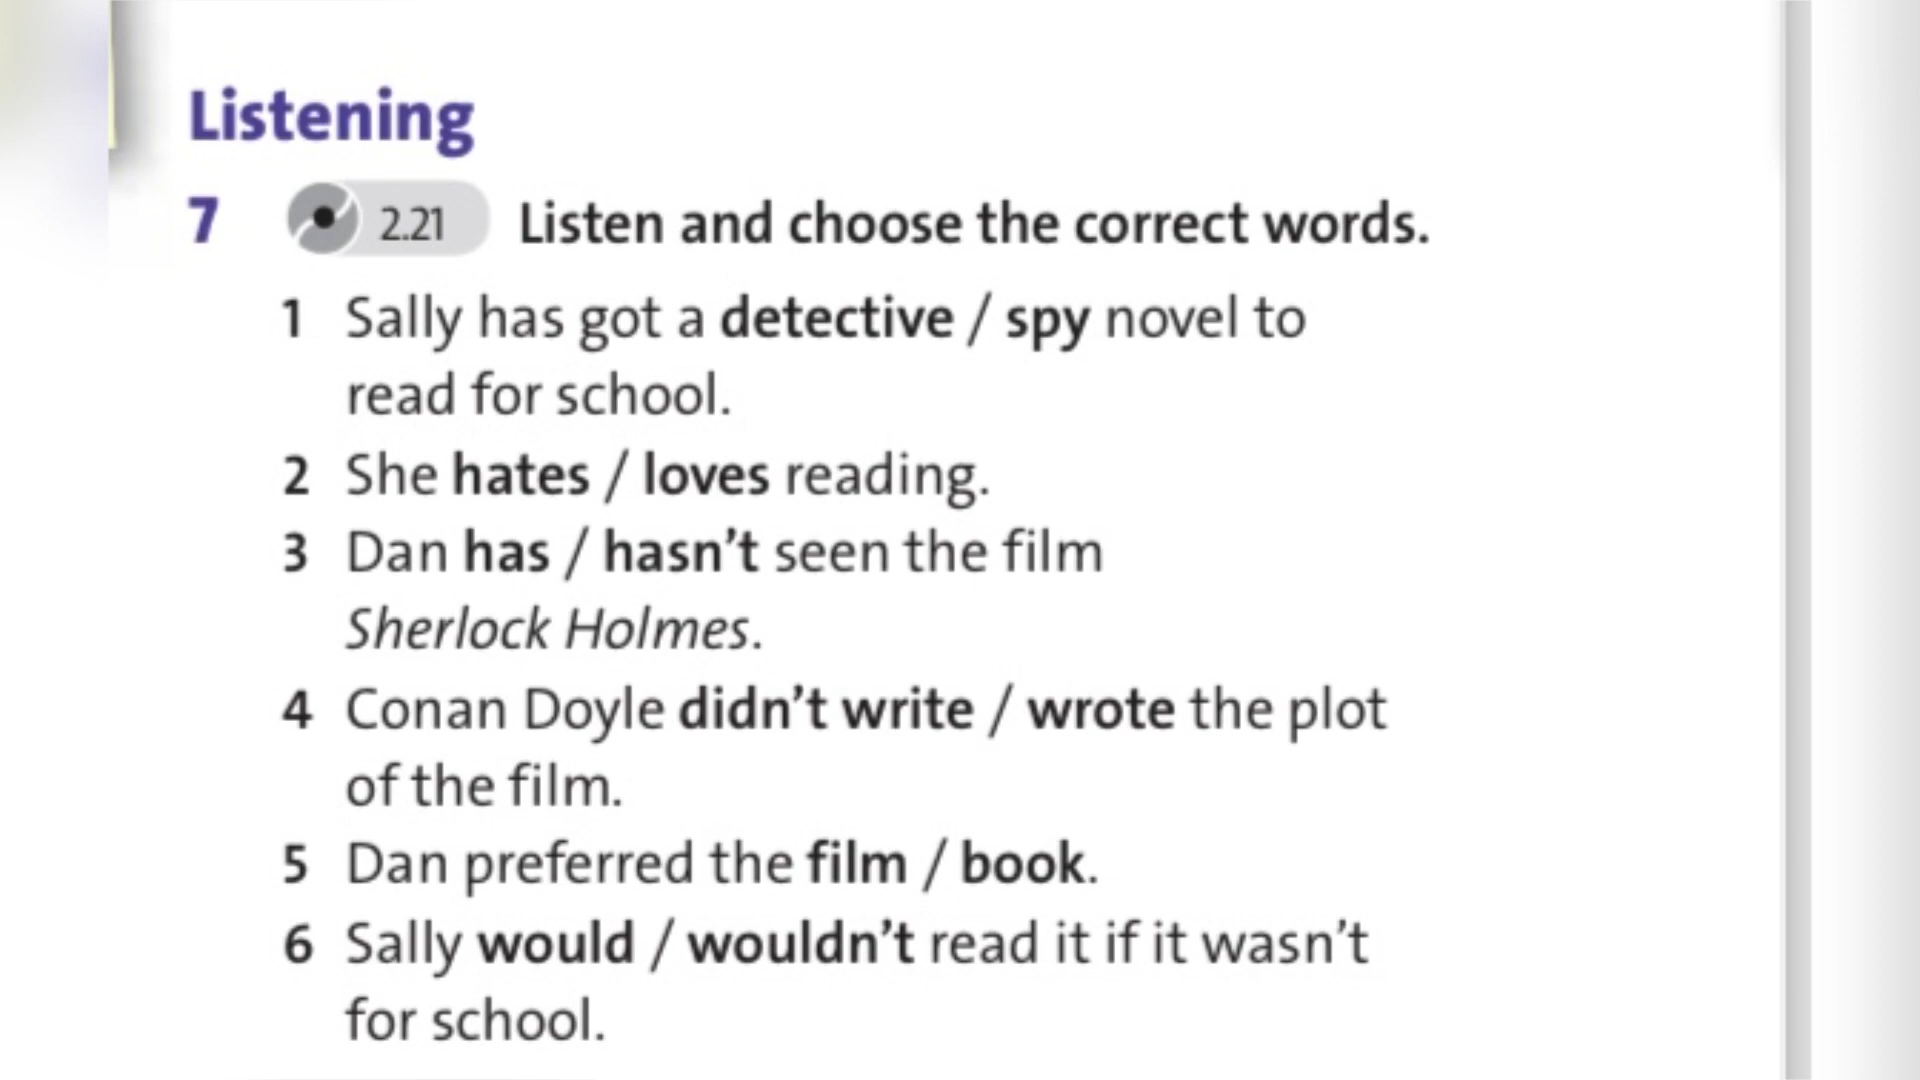 Listening
7 2.21 Listen and choose the correct words.
1 Sally has got a detective / spy novel to
read for school.
2 She hates / loves reading.
3 Dan has / hasn't seen the film
Sherlock Holmes.
4 Conan Doyle didn't write / wrote the plot
of the film.
5 Dan preferred the film / book.
6 Sally would / wouldn't read it if it wasn't
for school.